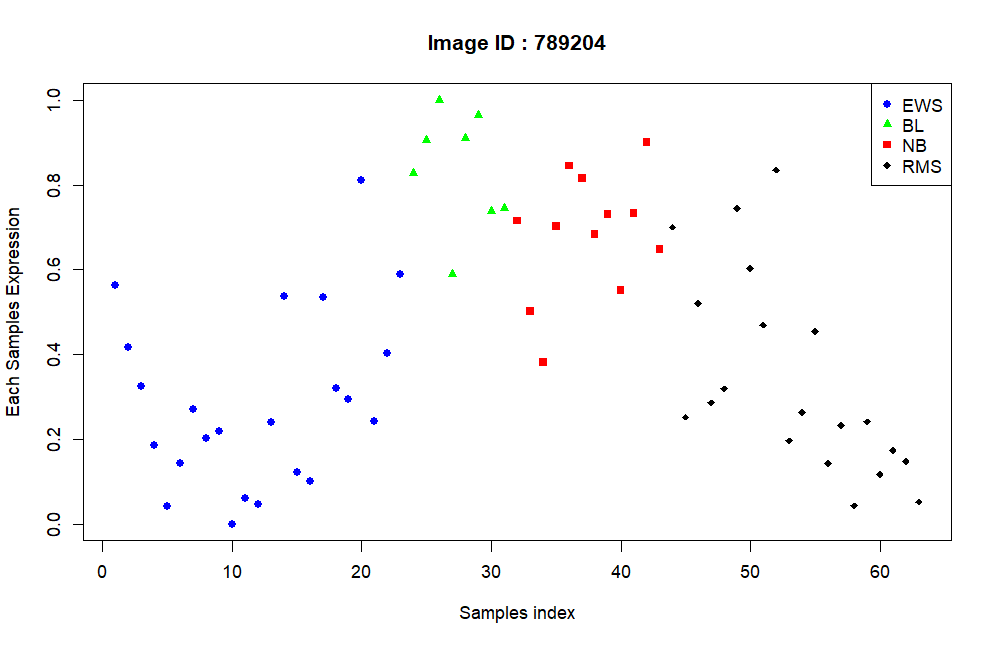 Image ID : 789204
EWS
BL
NB
RMS
Each Samples Expression
1.0
0.8
0.6
0.4
0.2
0.0
0 10 20 30 40 50 60
Samples index